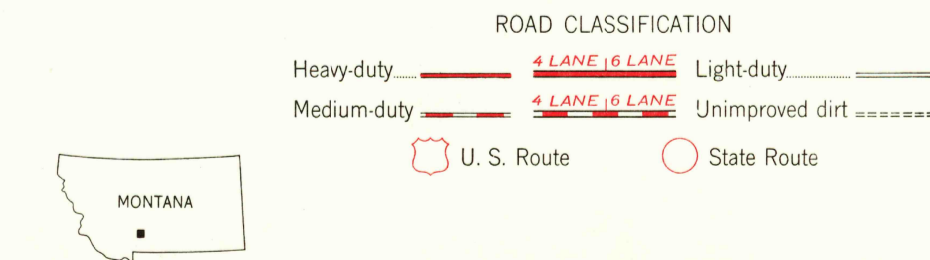 ROAD CLASSIFICATION
Heavy-duty 4 LANE 6 LANE Light-duty
Medium-duty 4 LANE 6 LANE Unimproved dirt
U. S. Route State Route
MONTANA